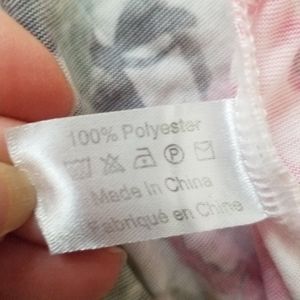 100% Polyester
P
Made in China
Fabriqué en Chine